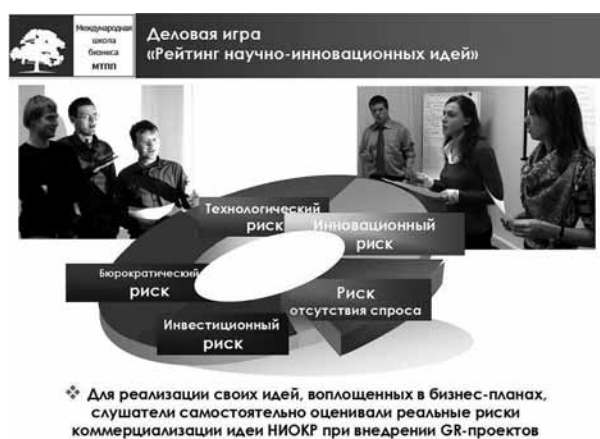 Международная
школа
бизнеса
МТПП
Деловая игра
«Рейтинг научно-инновационных идей»
Технологический
риск
Инновационный
риск
Бюрократический
риск
Риск
отсутствия спроса
Инвестиционный
риск
❖ Для реализации своих идей, воплощенных в бизнес-планах,
слушатели самостоятельно оценивали реальные риски
коммерциализации идеи НИОКР при внедрении GR-проектов